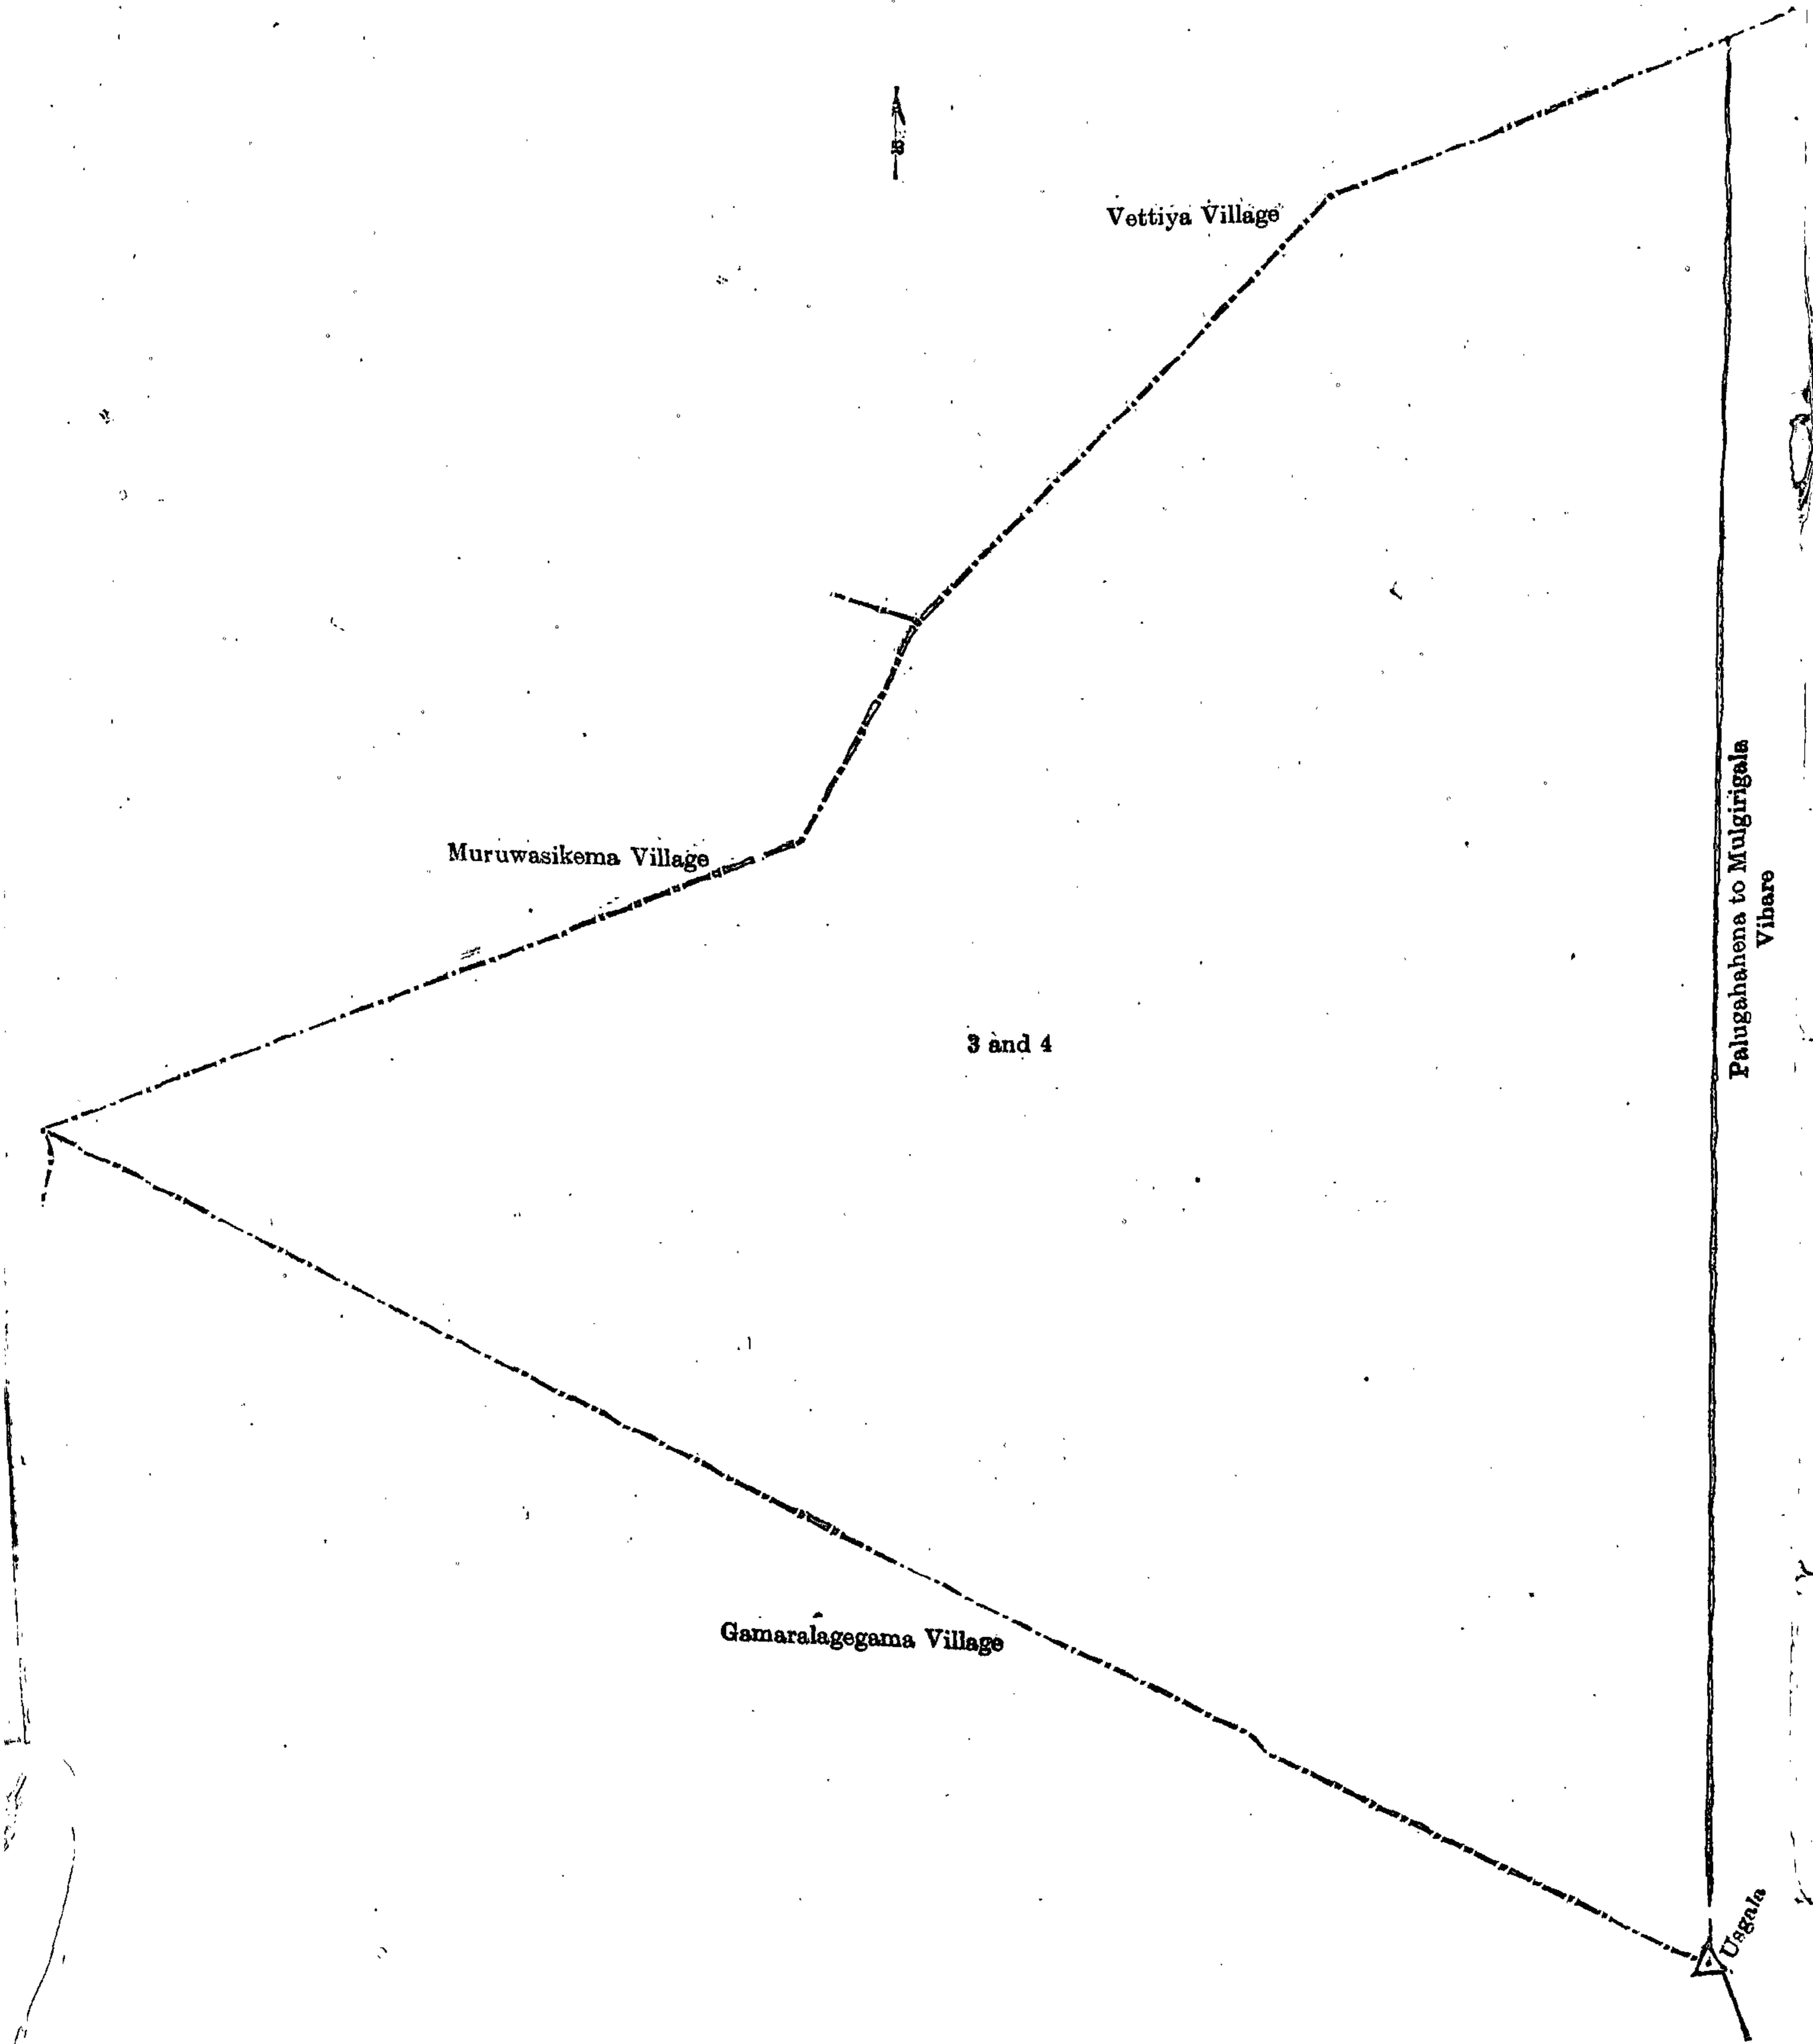 Vettiya Village
Muruwasikema Village
Palugahahena to Mulgirigala
Vihare
3 and 4
Gamaralagegama Village
Usgala